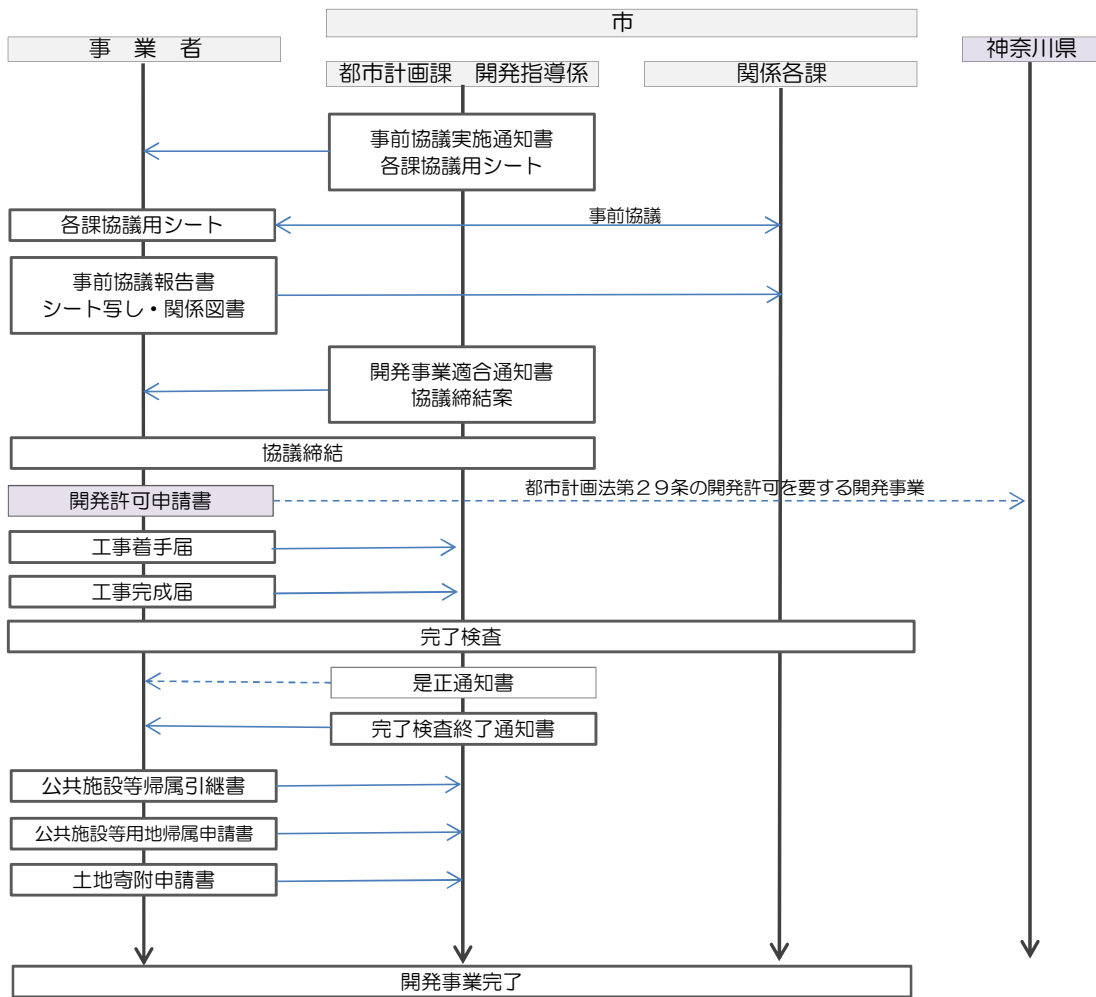 市
事　業　者
神奈川県
都市計画課　開発指導係
関係各課
事前協議実施通知書
各課協議用シート
各課協議用シート
事前協議
事前協議報告書
シート写し・関係図書
開発事業適合通知書
協議締結案
協議締結
開発許可申請書
都市計画法第２９条の開発許可を要する開発事業
工事着手届
工事完成届
完了検査
是正通知書
完了検査終了通知書
公共施設等帰属引継書
公共施設等用地帰属申請書
土地寄附申請書
開発事業完了